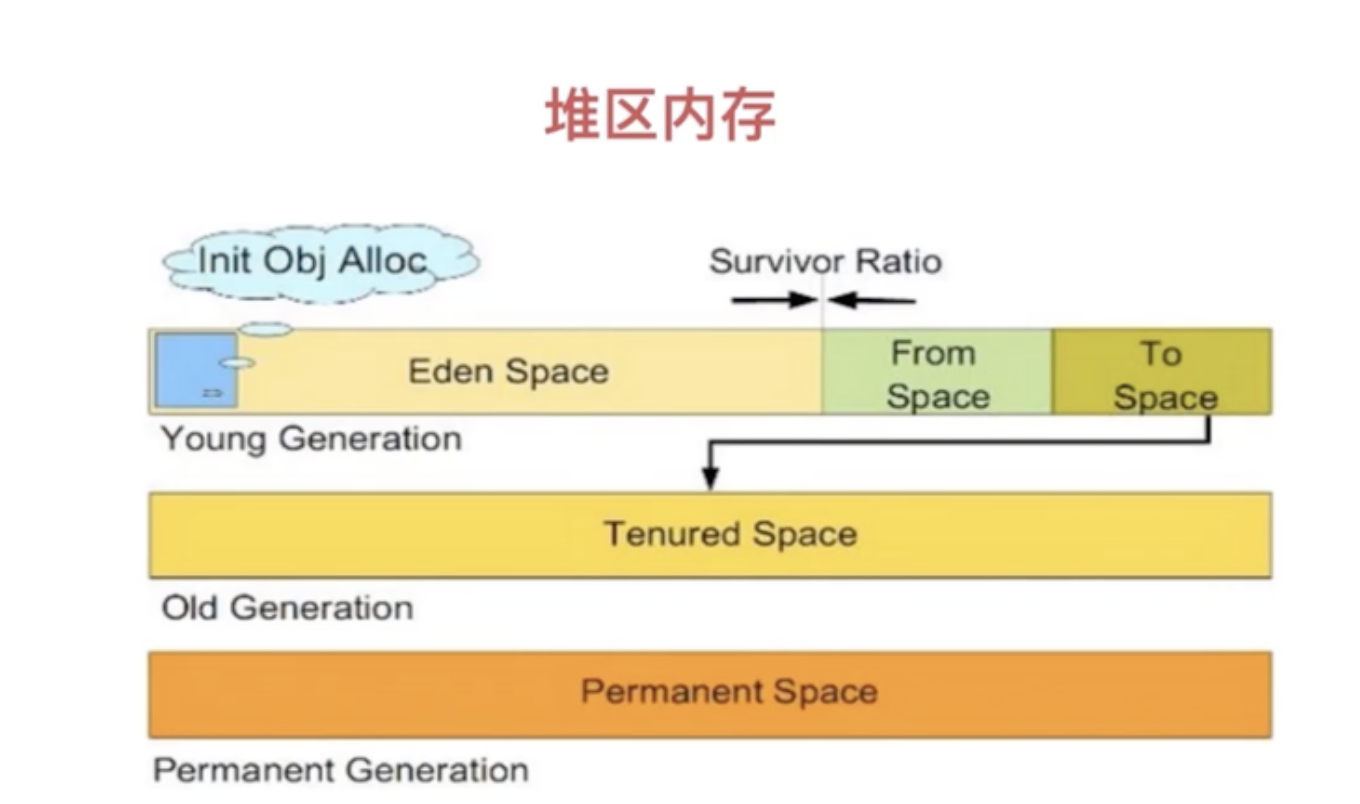 堆区内存
Init Obj Alloc
Survivor Ratio
Eden Space
From
Space
To
Space
Young Generation
Tenured Space
Old Generation
Permanent Space
Permanent Generation